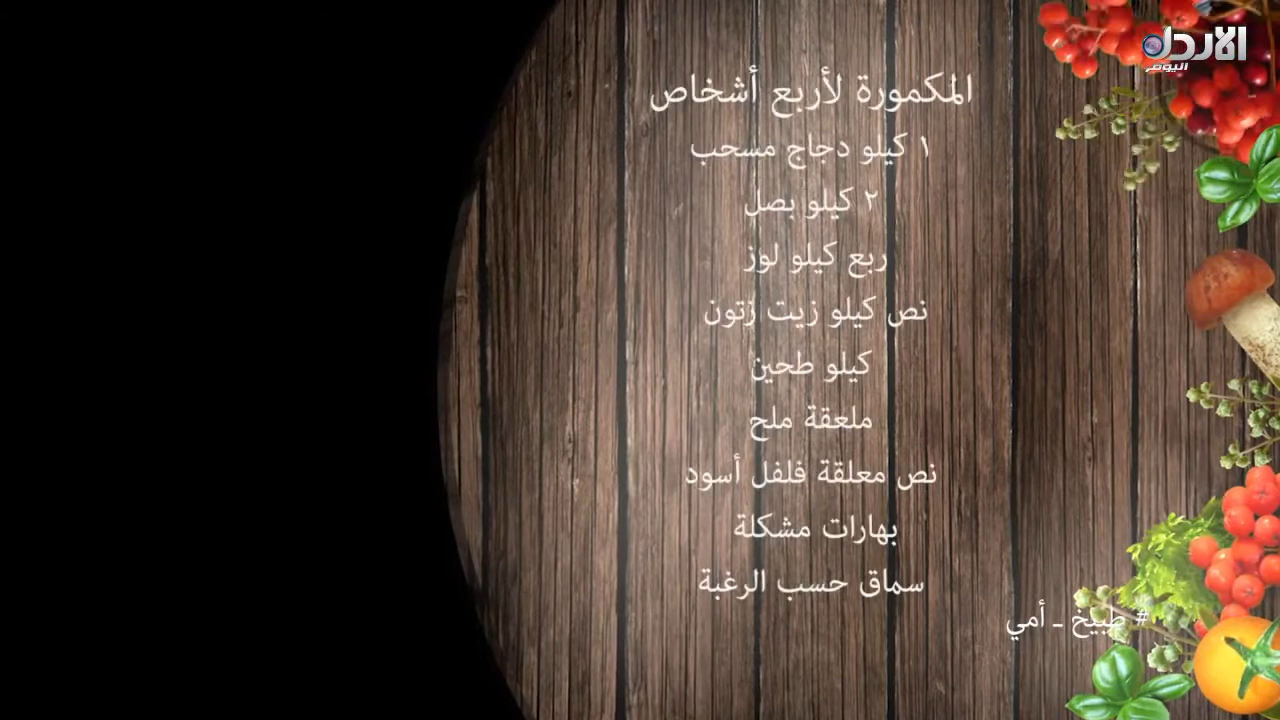 الاردن
اليوم
المكمورة لأربع أشخاص
١ كيلو دجاج مسحب
٢ كيلو بصل
ربع كيلو لوز
نص كيلو زيت زتون
كيلو طحين
ملعقة ملح
نص معلقة فلفل أسود
بهارات مشكلة
سماق حسب الرغبة
# طبيخ - أمي